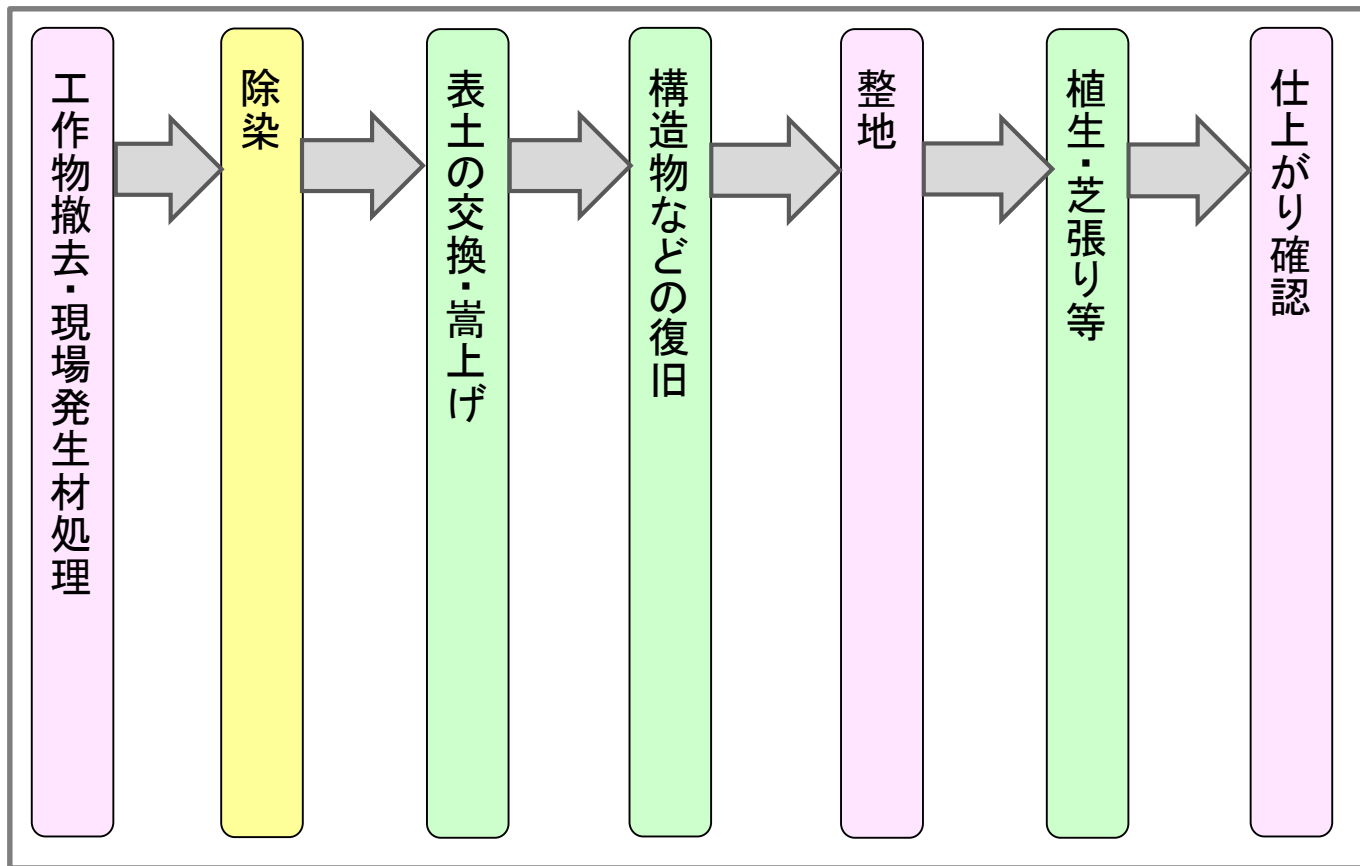 工作物撤去・現場発生材処理
除染
表土の交換・嵩上げ
構造物などの復旧
整地
植生・芝張り等
仕上がり確認